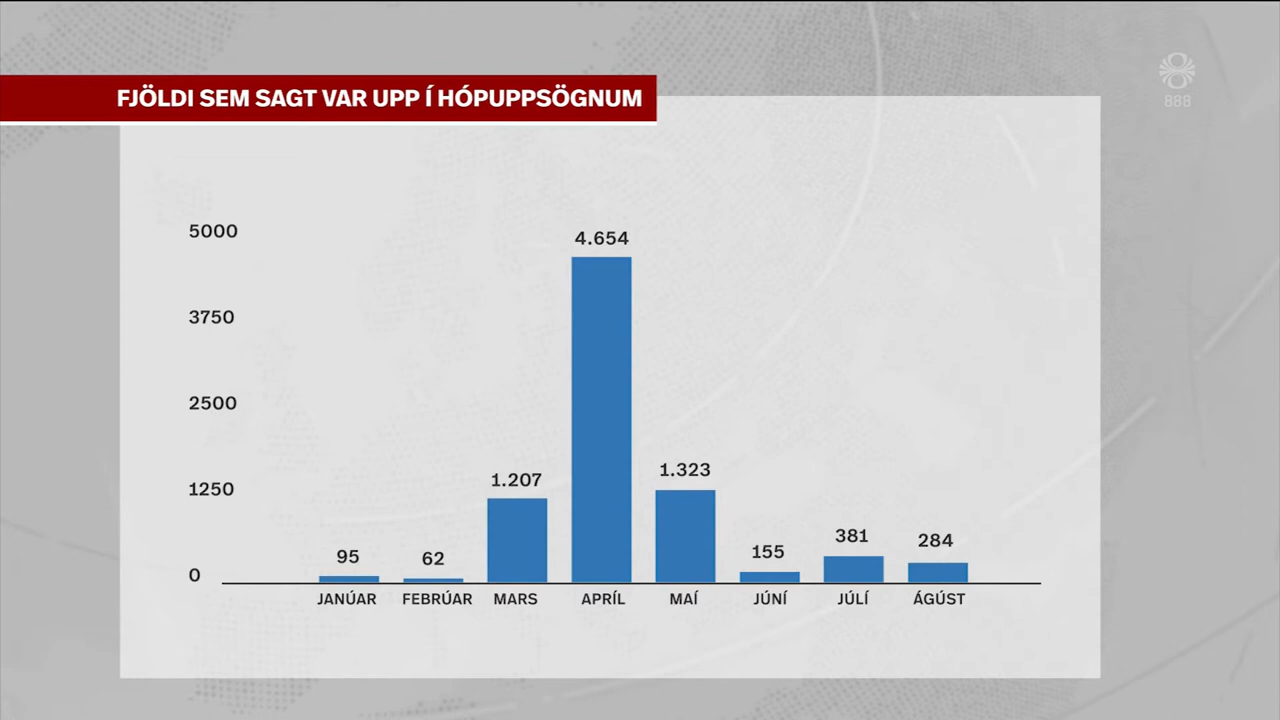 FJÖLDI SEM SAGT VAR UPP Í HÓPUPPSÖGNUM
888
5000
3750
2500
1250
0
95
62
1.207
4.654
1.323
155
381
284
JANÚAR
FEBRÚAR
MARS
APRÍL
MAÍ
JÚNÍ
JÚLÍ
ÁGÚST